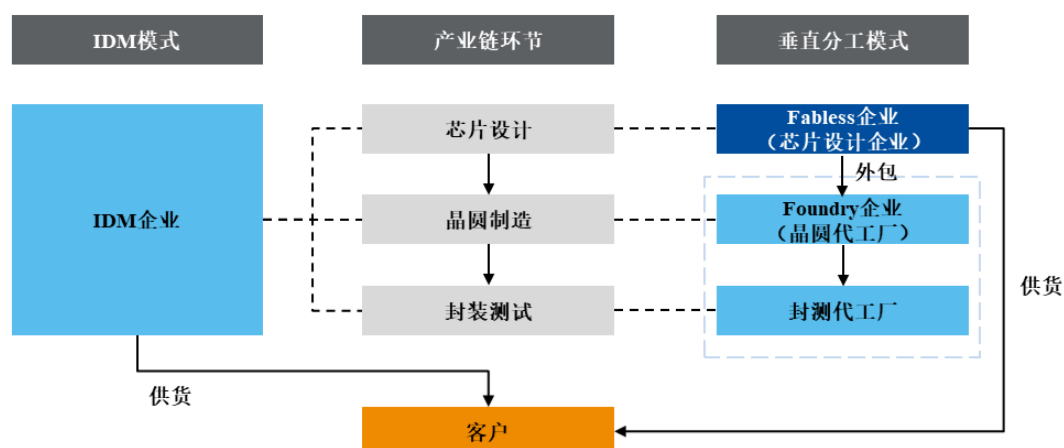 IDM模式
产业链环节
垂直分工模式
芯片设计
Fabless企业
（芯片设计企业）
外包
IDM企业
晶圆制造
Foundry企业
（晶圆代工厂）
供货
封装测试
封测代工厂
供货
客户